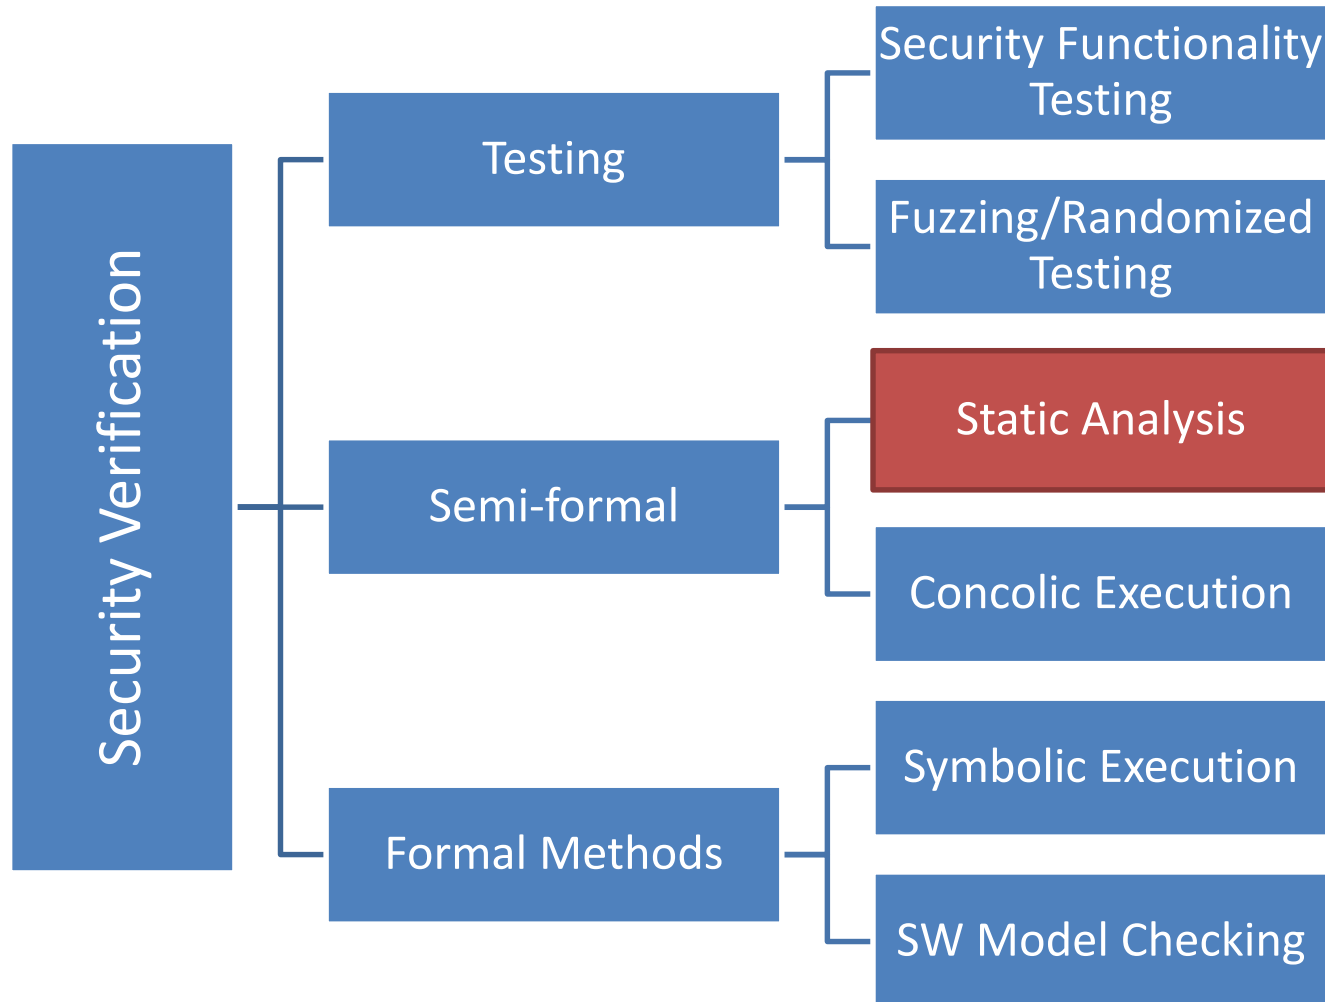 Security Verification
Testing
Security Functionality
Testing
Fuzzing/Randomized
Testing
Semi-formal
Static Analysis
Concolic Execution
Formal Methods
Symbolic Execution
SW Model Checking